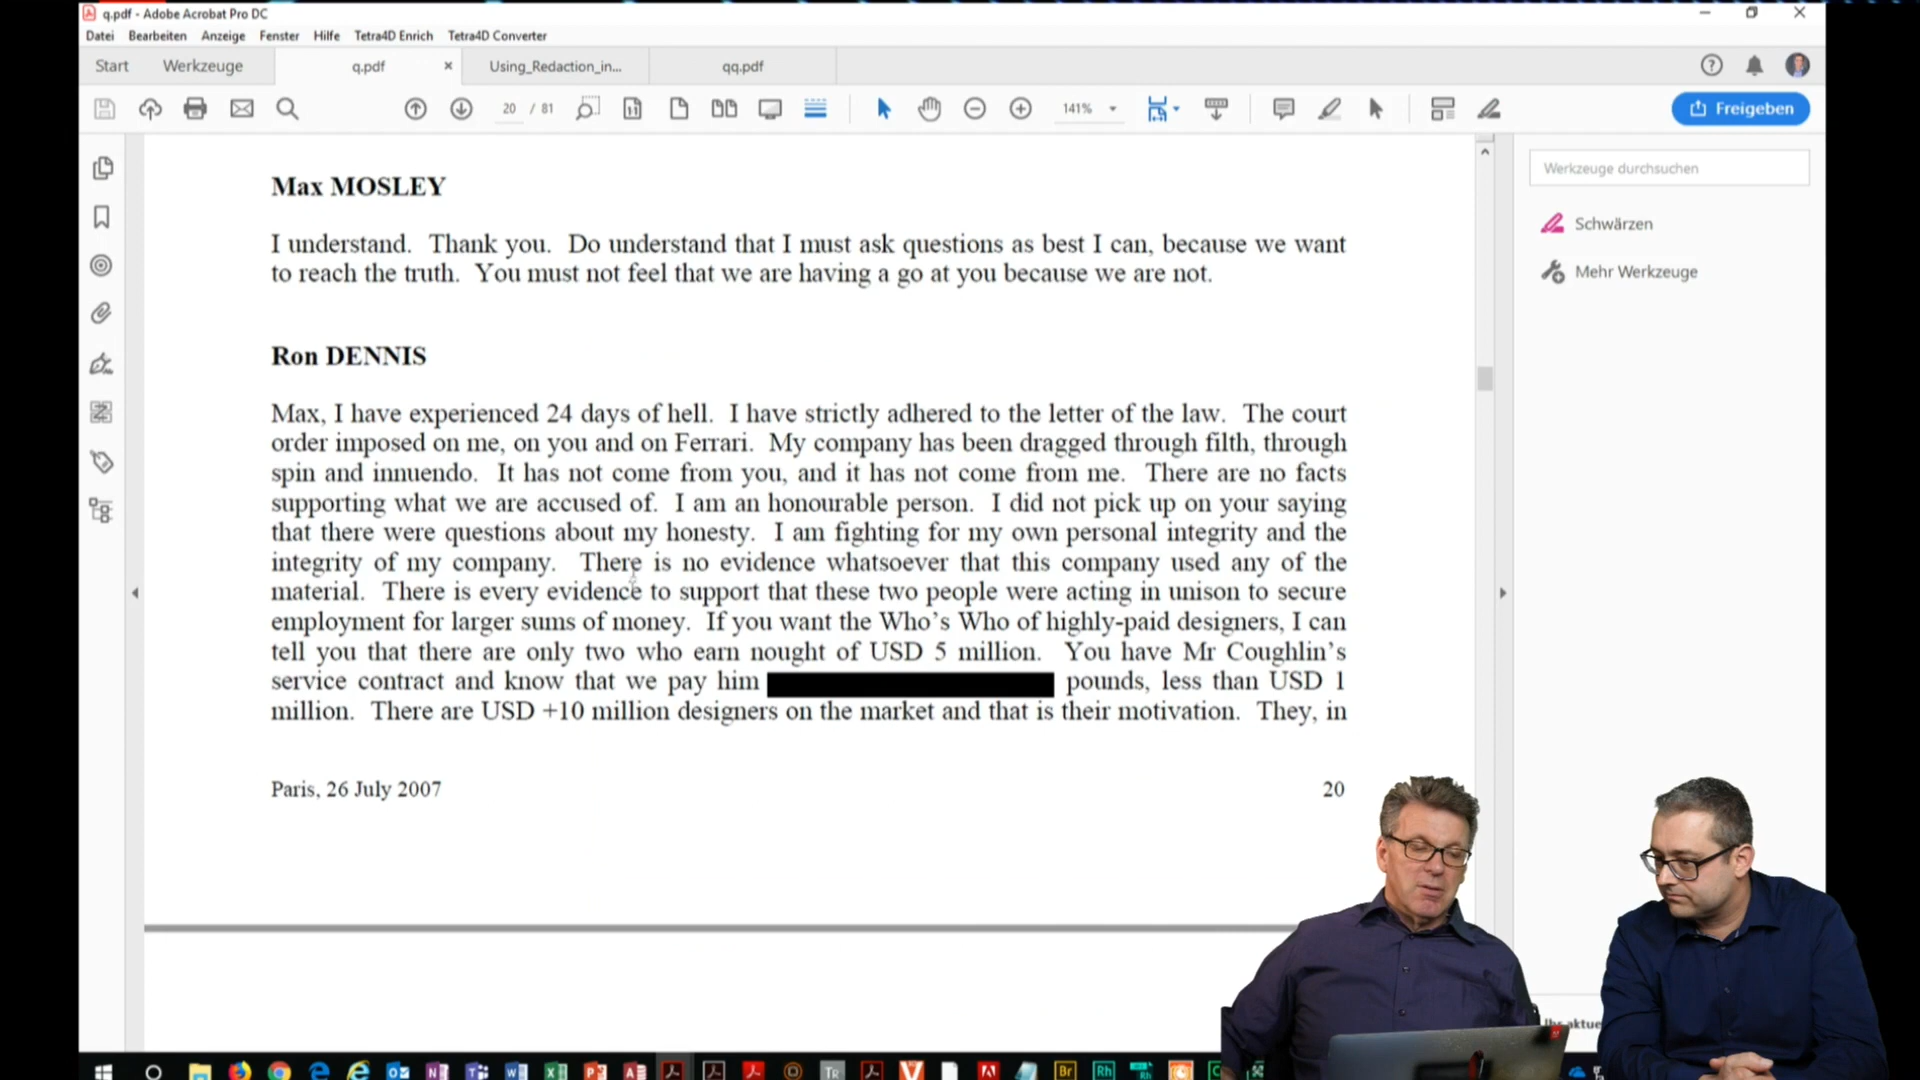 q.pdf - Adobe Acrobat Pro DC
Datei Bearbeiten Anzeige Fenster Hilfe Tetra4D Enrich Tetra4D Converter
Start Werkzeuge q.pdf Using_Redaction_in... qq.pdf
20 / 81 141% Freigeben
Werkzeuge durchsuchen
Schwärzen
Mehr Werkzeuge
Max MOSLEY
I understand. Thank you. Do understand that I must ask questions as best I can, because we want
to reach the truth. You must not feel that we are having a go at you because we are not.
Ron DENNIS
Max, I have experienced 24 days of hell. I have strictly adhered to the letter of the law. The court
order imposed on me, on you and on Ferrari. My company has been dragged through filth, through
spin and innuendo. It has not come from you, and it has not come from me. There are no facts
supporting what we are accused of. I am an honourable person. I did not pick up on your saying
that there were questions about my honesty. I am fighting for my own personal integrity and the
integrity of my company. There is no evidence whatsoever that this company used any of the
material. There is every evidence to support that these two people were acting in unison to secure
employment for larger sums of money. If you want the Who's Who of highly-paid designers, I can
tell you that there are only two who earn nought of USD 5 million. You have Mr Coughlin's
service contract and know that we pay him pounds, less than USD 1
million. There are USD +10 million designers on the market and that is their motivation. They, in
Paris, 26 July 2007 20
Br Rh